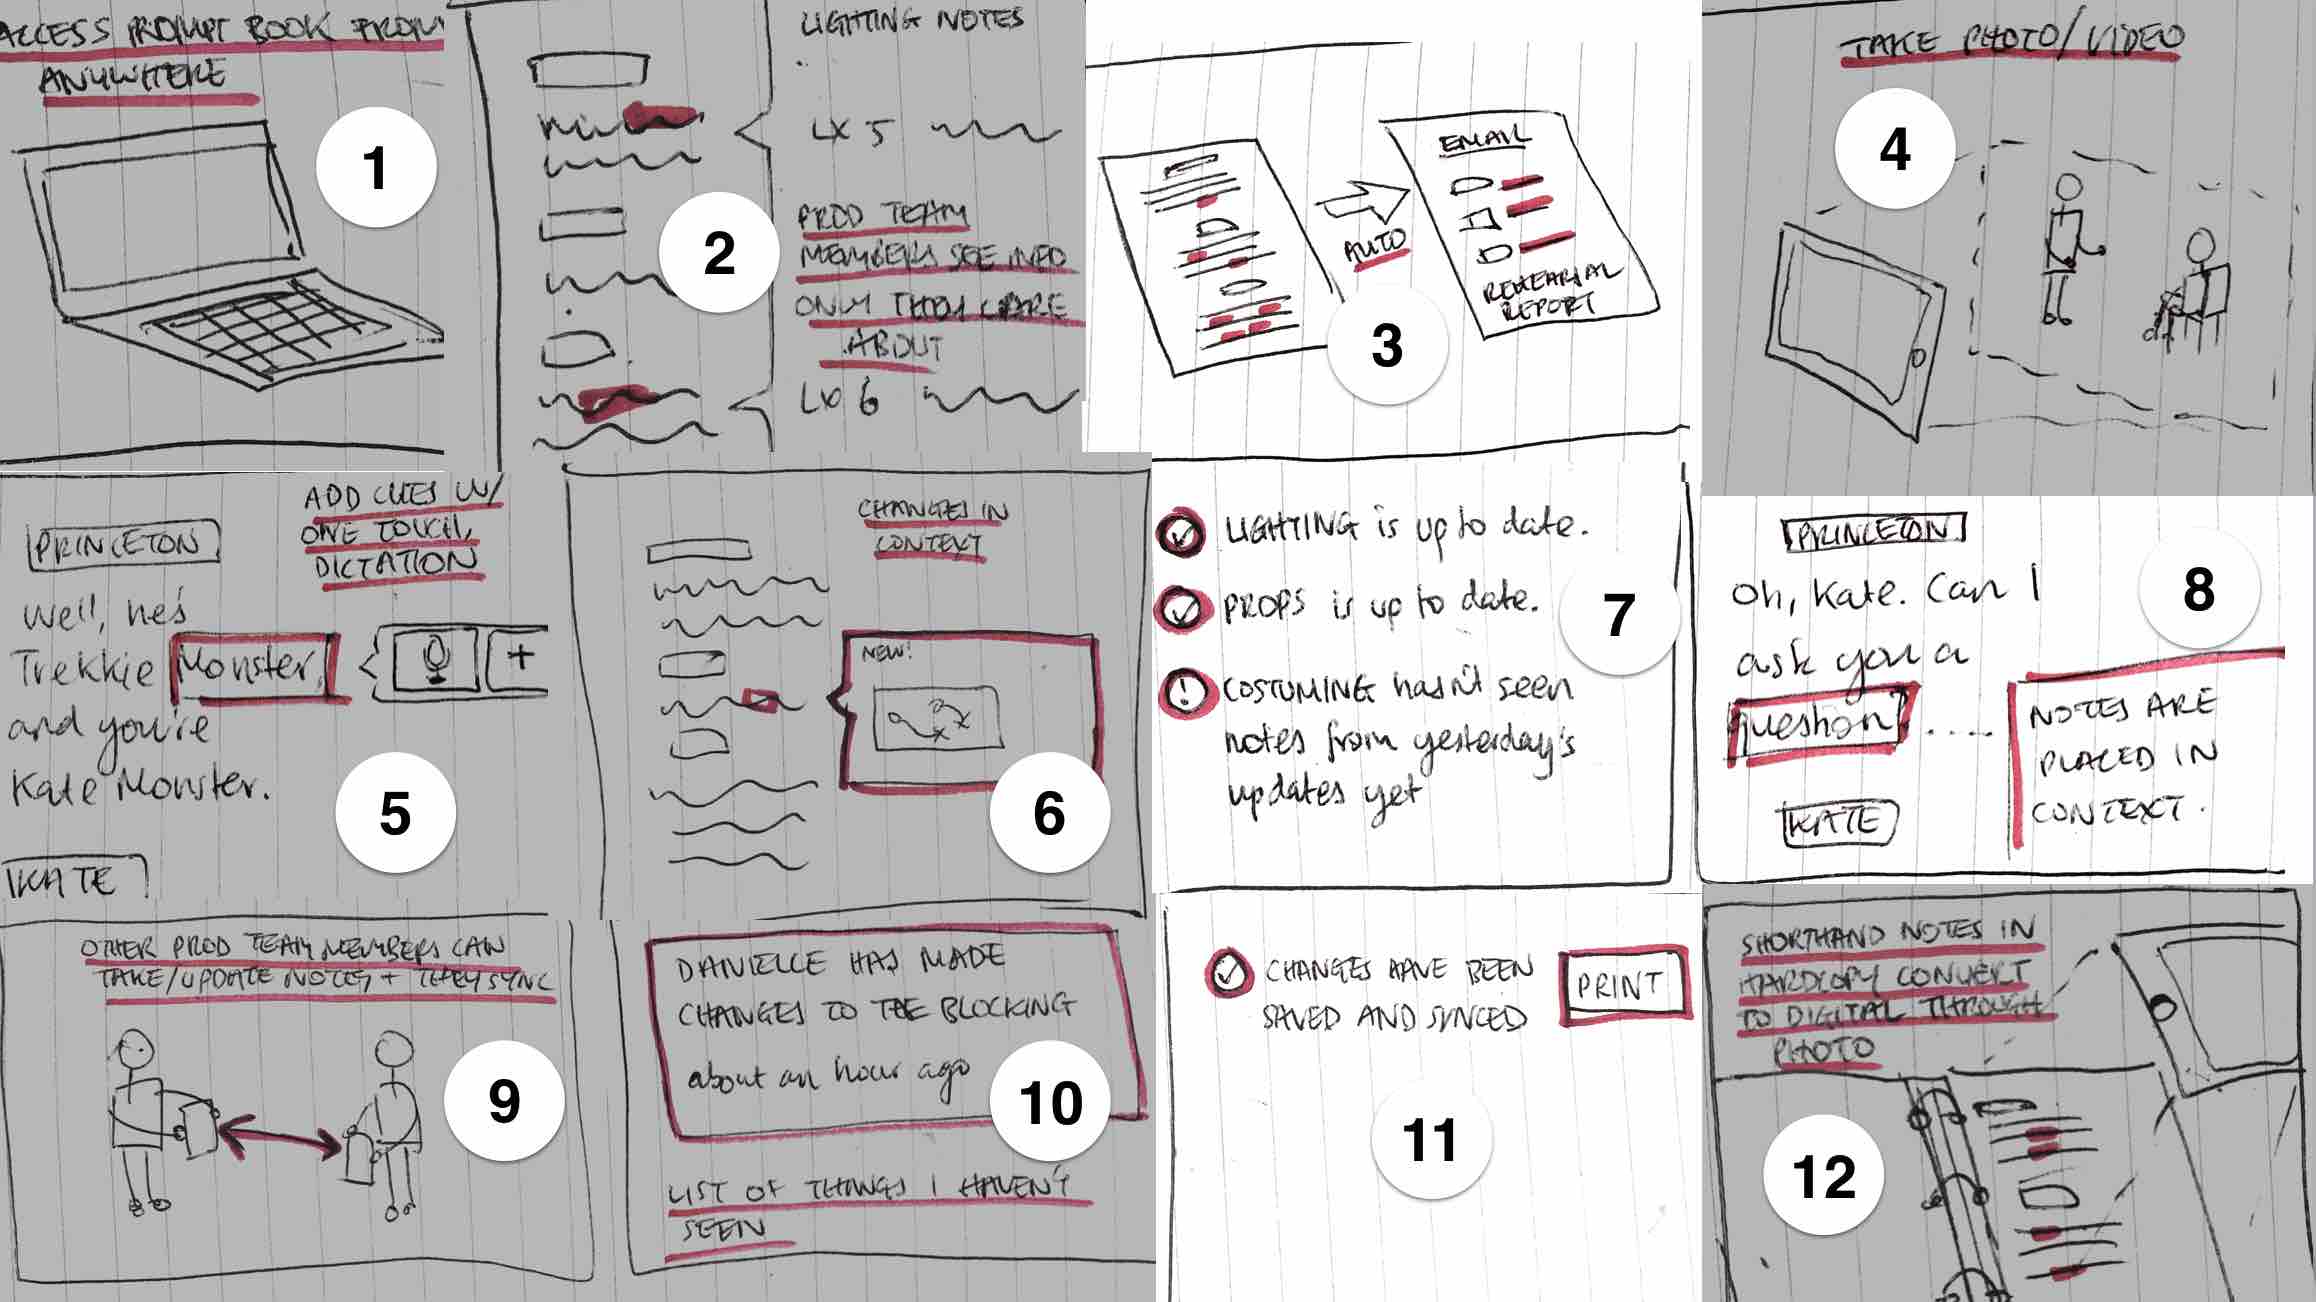 ACCESS PROMPT BOOK FROM
ANYWHERE
1
LIGHTING NOTES
LX 5
PROD TEAM
MEMBERS SEE INFO
ONLY THEY CARE
ABOUT
LX 6
2
EMAIL
AUTO
REHEARSAL
REPORT
3
TAKE PHOTO/VIDEO
4
ADD CUES W/
ONE TOUCH,
DICTATION
PRINCETON
Well, he's
Trekkie Monster,
and you're
Kate Monster.
+
KATE
5
CHANGES IN
CONTEXT
NEW!
6
LIGHTING is up to date.
PROPS is up to date.
! COSTUMING hasn't seen
notes from yesterday's
updates yet
7
PRINCETON
Oh, Kate. Can I
ask you a
question? .....
NOTES ARE
PLACED IN
CONTEXT.
KATE
8
OTHER PROD TEAM MEMBERS CAN
TAKE/UPDATE NOTES + THEY SYNC
9
DANIELLE HAS MADE
CHANGES TO THE BLOCKING
about an hour ago
LIST OF THINGS I HAVEN'T
SEEN
10
CHANGES HAVE BEEN
SAVED AND SYNCED
PRINT
11
SHORTHAND NOTES IN
HARDCOPY CONVERT
TO DIGITAL THROUGH
PHOTO
12